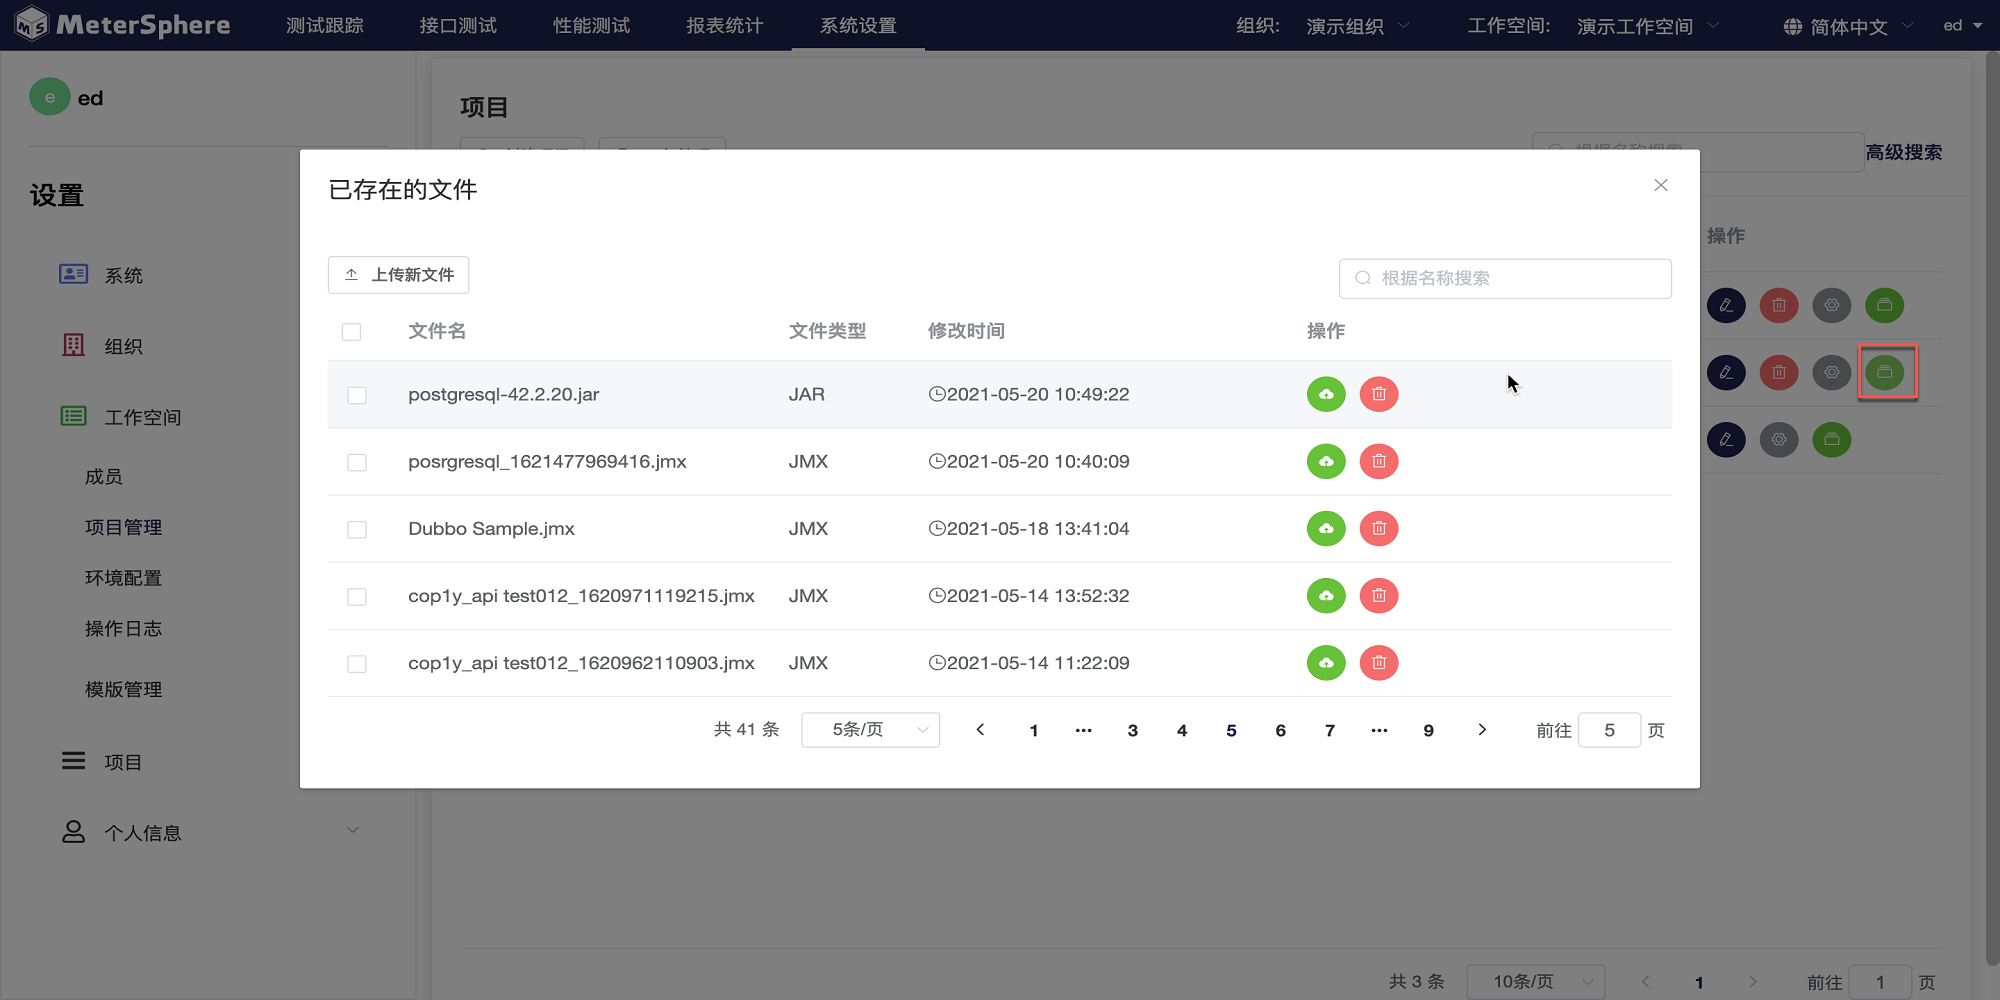 MeterSphere 测试跟踪 接口测试 性能测试 报表统计 系统设置 组织: 演示组织 工作空间: 演示工作空间 简体中文 ed
e ed
设置
系统
组织
工作空间
成员
项目管理
环境配置
操作日志
模版管理
项目
个人信息
项目
根据名称搜索 高级搜索
操作
已存在的文件
上传新文件
根据名称搜索
文件名 文件类型 修改时间 操作
postgresql-42.2.20.jar JAR 2021-05-20 10:49:22
posrgresql_1621477969416.jmx JMX 2021-05-20 10:40:09
Dubbo Sample.jmx JMX 2021-05-18 13:41:04
cop1y_api test012_1620971119215.jmx JMX 2021-05-14 13:52:32
cop1y_api test012_1620962110903.jmx JMX 2021-05-14 11:22:09
共 41 条 5条/页 1 ··· 3 4 5 6 7 ··· 9 前往 5 页
共 3 条 10条/页 1 前往 1 页